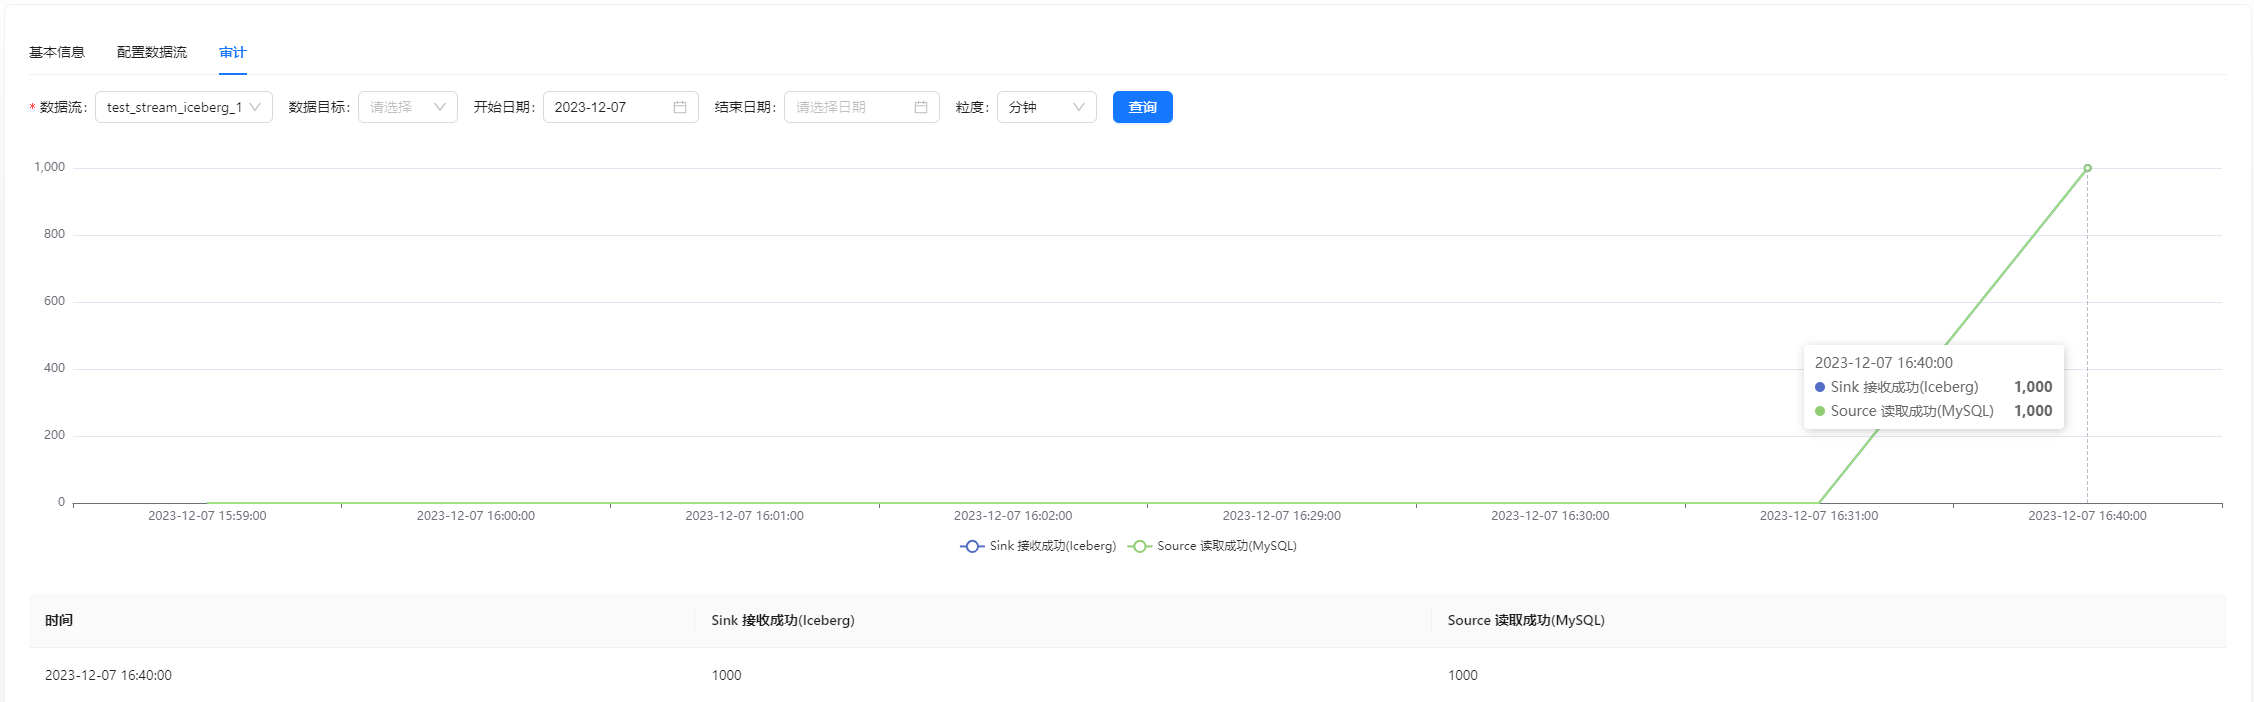 基本信息 配置数据流 审计
* 数据流: test_stream_iceberg_1 数据目标: 请选择 开始日期: 2023-12-07 结束日期: 请选择日期 粒度: 分钟 查询
1,000
800
600
400
200
0
2023-12-07 16:40:00
Sink 接收成功(Iceberg) 1,000
Source 读取成功(MySQL) 1,000
2023-12-07 15:59:00 2023-12-07 16:00:00 2023-12-07 16:01:00 2023-12-07 16:02:00 2023-12-07 16:29:00 2023-12-07 16:30:00 2023-12-07 16:31:00 2023-12-07 16:40:00
Sink 接收成功(Iceberg) Source 读取成功(MySQL)
时间 Sink 接收成功(Iceberg) Source 读取成功(MySQL)
2023-12-07 16:40:00 1000 1000